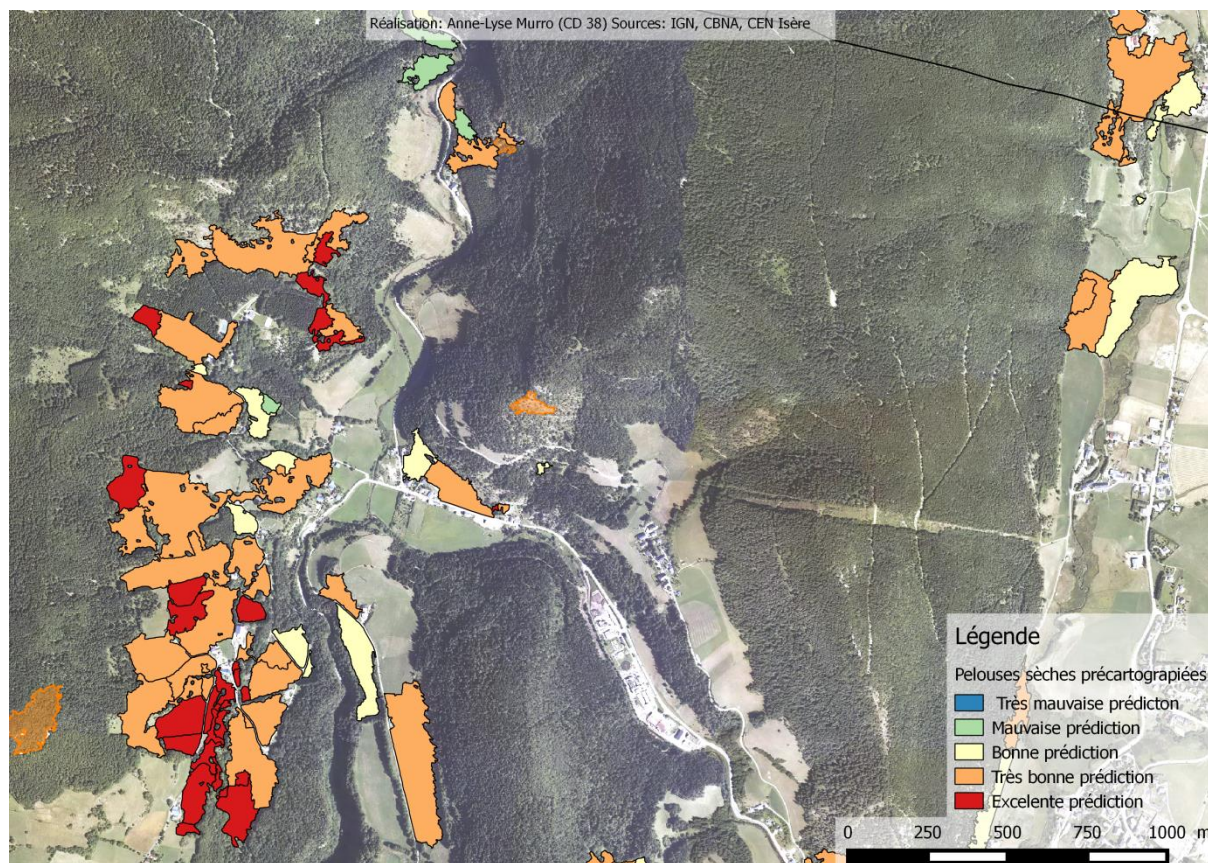 Réalisation: Anne-Lyse Murro (CD 38) Sources: IGN, CBNA, CEN Isère
Légende
Pelouses sèches précartograpiées
Très mauvaise prédicton
Mauvaise prédiction
Bonne prédiction
Très bonne prédiction
Excelente prédiction
0 250 500 750 1000 m